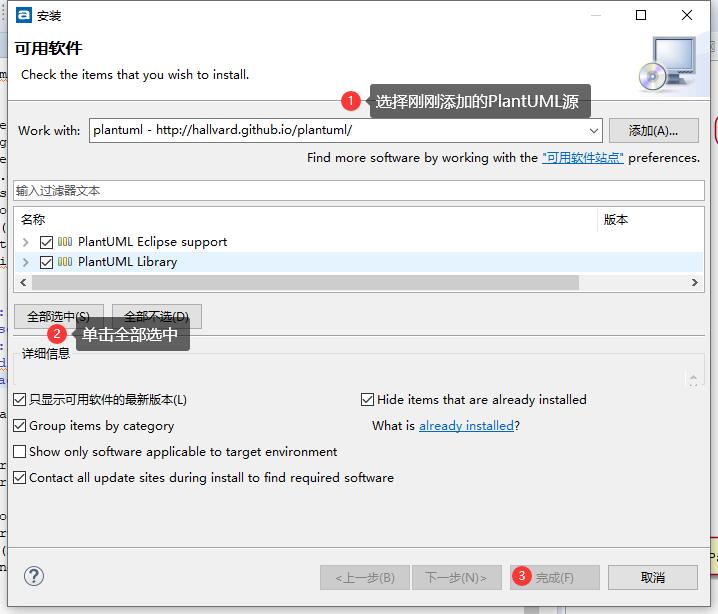 安装
可用软件
Check the items that you wish to install.
1 选择刚刚添加的PlantUML源
Work with: plantuml - http://hallvard.github.io/plantuml/ 添加(A)...
Find more software by working with the "可用软件站点" preferences.
输入过滤器文本
名称 版本
PlantUML Eclipse support
PlantUML Library
全部选中(S) 全部不选(D)
2 单击全部选中
详细信息
只显示可用软件的最新版本(L) Hide items that are already installed
Group items by category What is already installed?
Show only software applicable to target environment
Contact all update sites during install to find required software
? <上一步(B) 下一步(N)> 3 完成(F) 取消